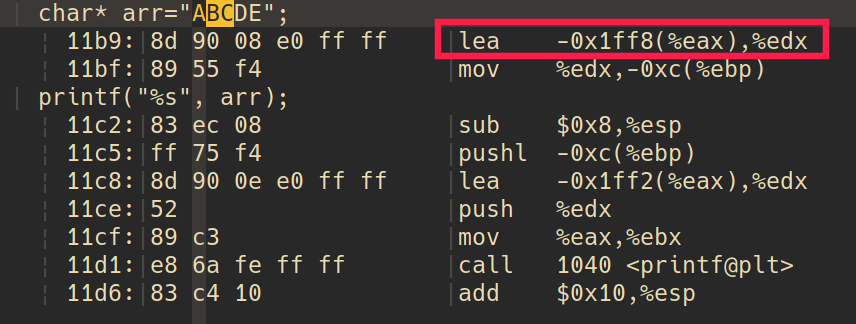 char* arr="ABCDE";
11b9: 8d 90 08 e0 ff ff lea -0x1ff8(%eax),%edx
11bf: 89 55 f4 mov %edx,-0xc(%ebp)
printf("%s", arr);
11c2: 83 ec 08 sub $0x8,%esp
11c5: ff 75 f4 pushl -0xc(%ebp)
11c8: 8d 90 0e e0 ff ff lea -0x1ff2(%eax),%edx
11ce: 52 push %edx
11cf: 89 c3 mov %eax,%ebx
11d1: e8 6a fe ff ff call 1040 <printf@plt>
11d6: 83 c4 10 add $0x10,%esp